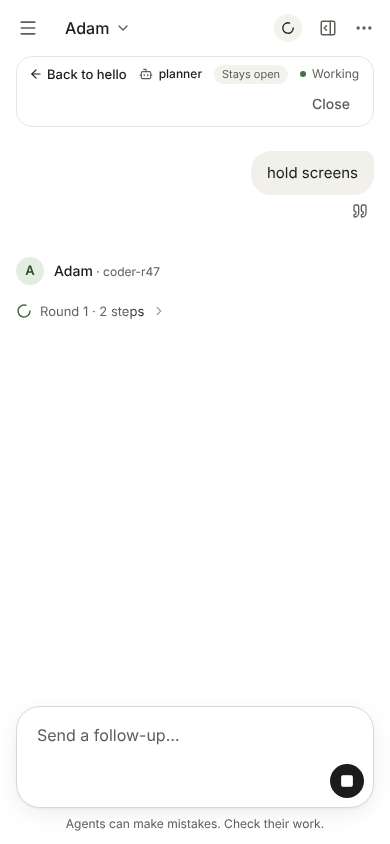 Adam
Back to hello planner Stays open Working
Close
hold screens
A Adam · coder-r47
Round 1 · 2 steps
Send a follow-up...
Agents can make mistakes. Check their work.